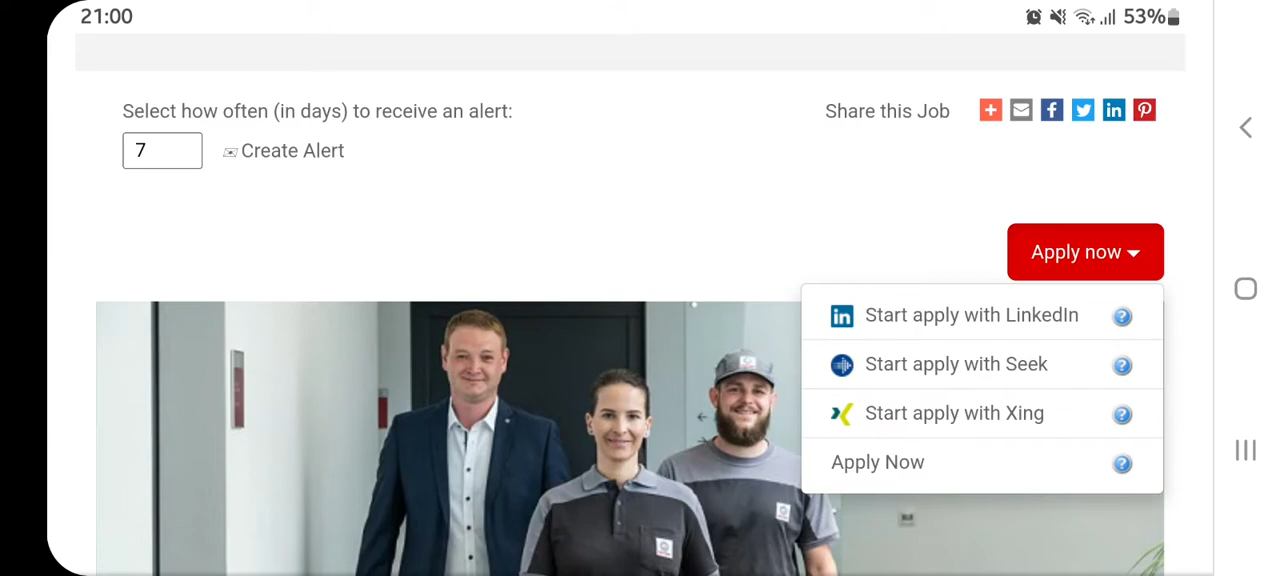 21:00
53%
Select how often (in days) to receive an alert:
Share this Job
7
Create Alert
Apply now
Start apply with LinkedIn
Start apply with Seek
Start apply with Xing
Apply Now